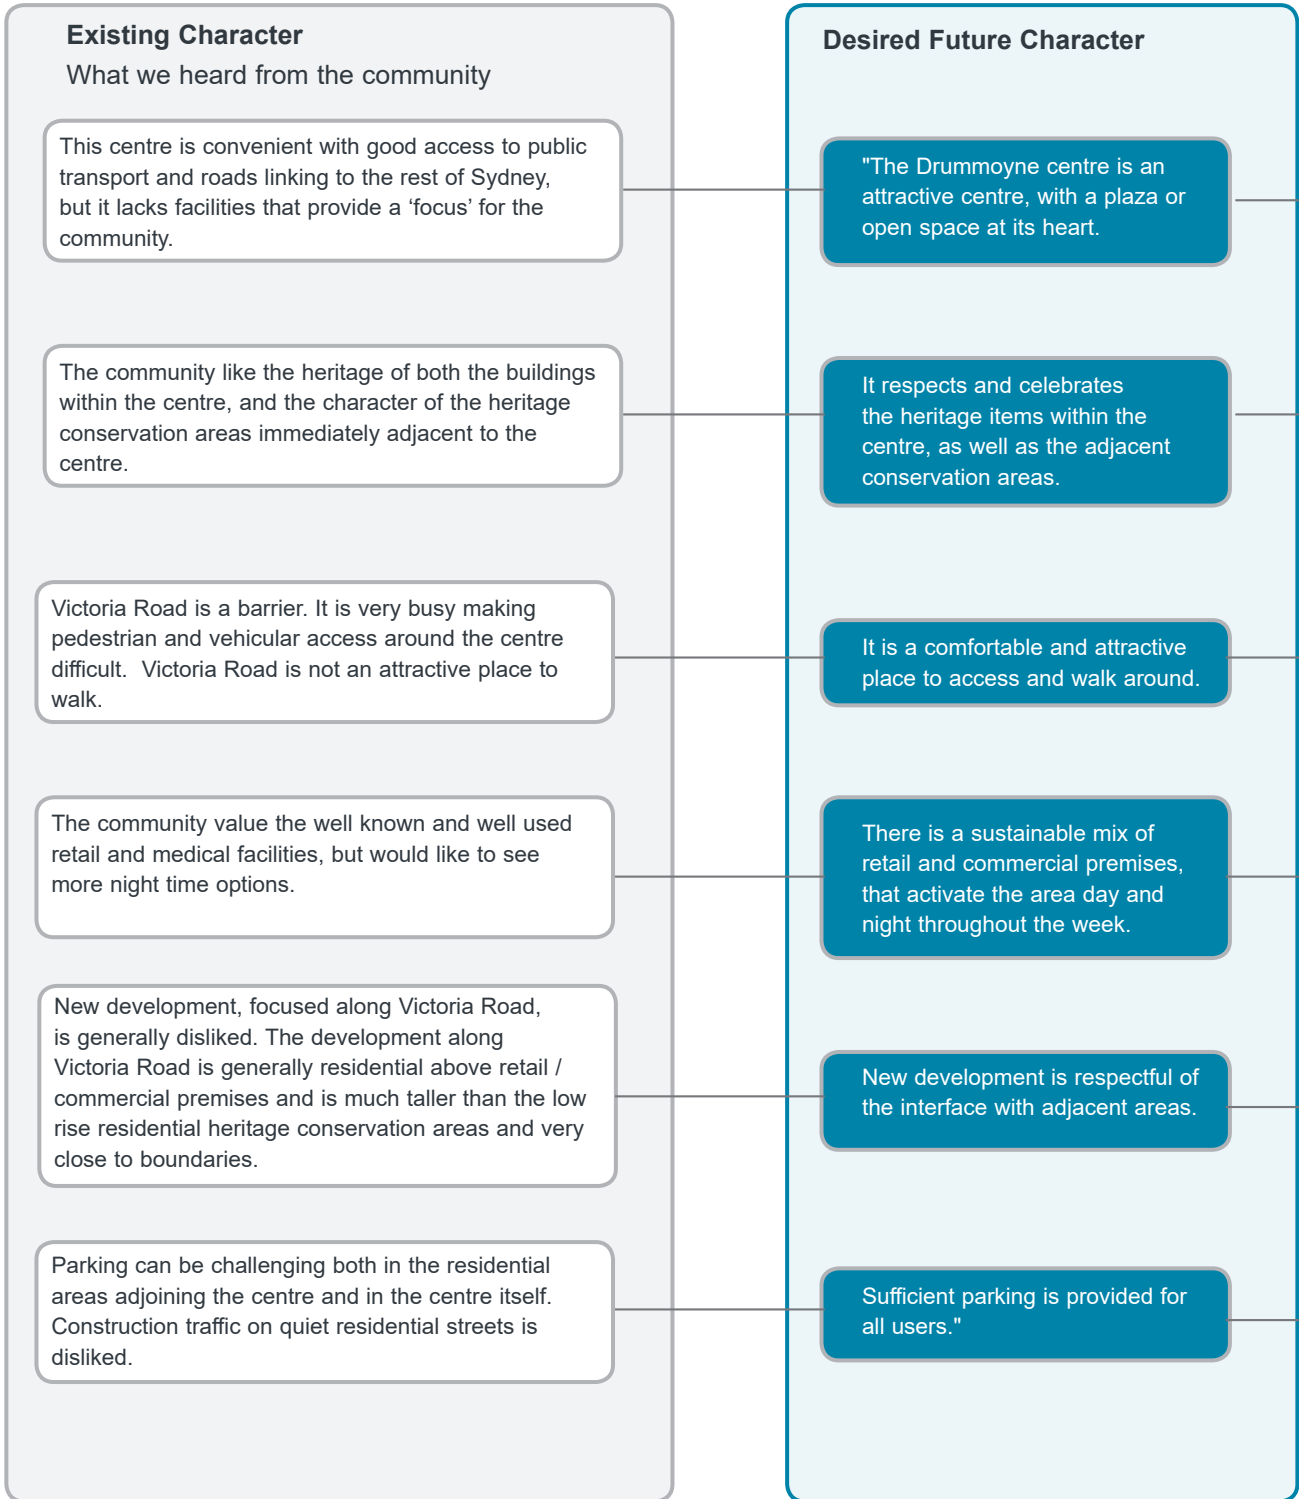 Existing Character
What we heard from the community
This centre is convenient with good access to public
transport and roads linking to the rest of Sydney,
but it lacks facilities that provide a ‘focus’ for the
community.
The community like the heritage of both the buildings
within the centre, and the character of the heritage
conservation areas immediately adjacent to the
centre.
Victoria Road is a barrier. It is very busy making
pedestrian and vehicular access around the centre
difficult.  Victoria Road is not an attractive place to
walk.
The community value the well known and well used
retail and medical facilities, but would like to see
more night time options.
New development, focused along Victoria Road,
is generally disliked. The development along
Victoria Road is generally residential above retail /
commercial premises and is much taller than the low
rise residential heritage conservation areas and very
close to boundaries.
Parking can be challenging both in the residential
areas adjoining the centre and in the centre itself.
Construction traffic on quiet residential streets is
disliked.
Desired Future Character
"The Drummoyne centre is an
attractive centre, with a plaza or
open space at its heart.
It respects and celebrates
the heritage items within the
centre, as well as the adjacent
conservation areas.
It is a comfortable and attractive
place to access and walk around.
There is a sustainable mix of
retail and commercial premises,
that activate the area day and
night throughout the week.
New development is respectful of
the interface with adjacent areas.
Sufficient parking is provided for
all users."